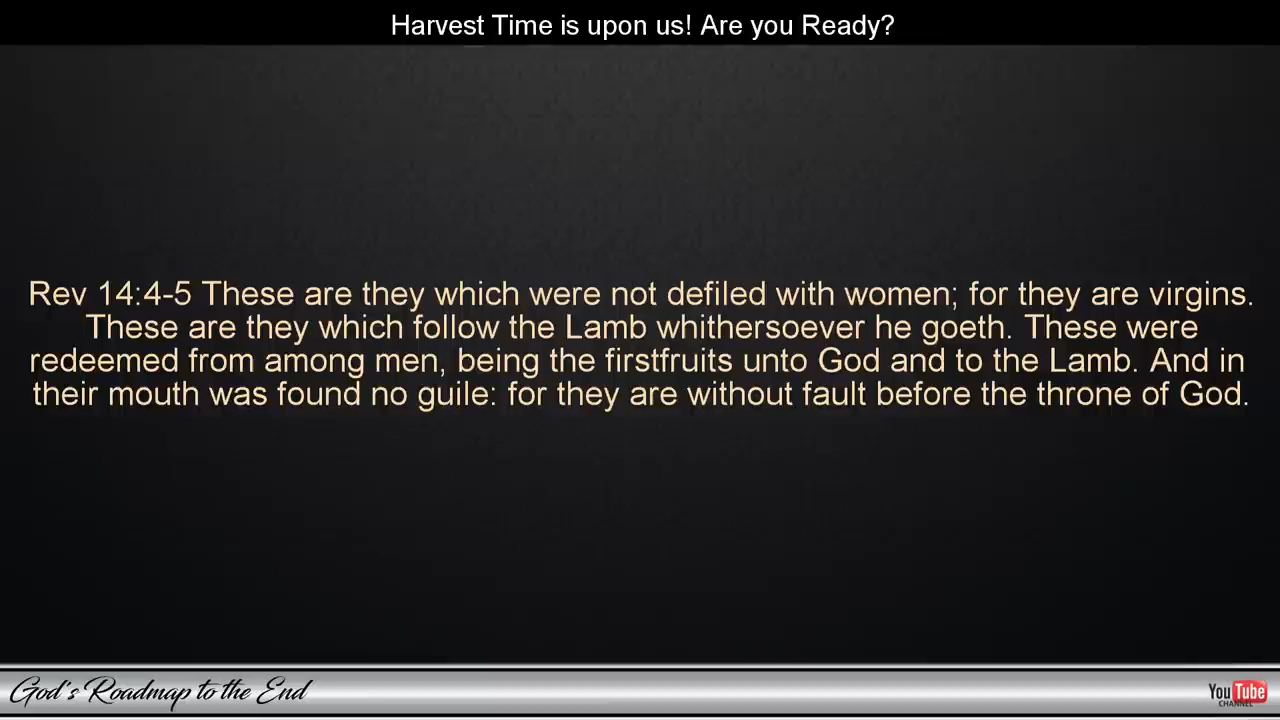 Harvest Time is upon us! Are you Ready?
Rev 14:4-5 These are they which were not defiled with women; for they are virgins.
These are they which follow the Lamb whithersoever he goeth. These were
redeemed from among men, being the firstfruits unto God and to the Lamb. And in
their mouth was found no guile: for they are without fault before the throne of God.
God's Roadmap to the End
YouTube
CHANNEL